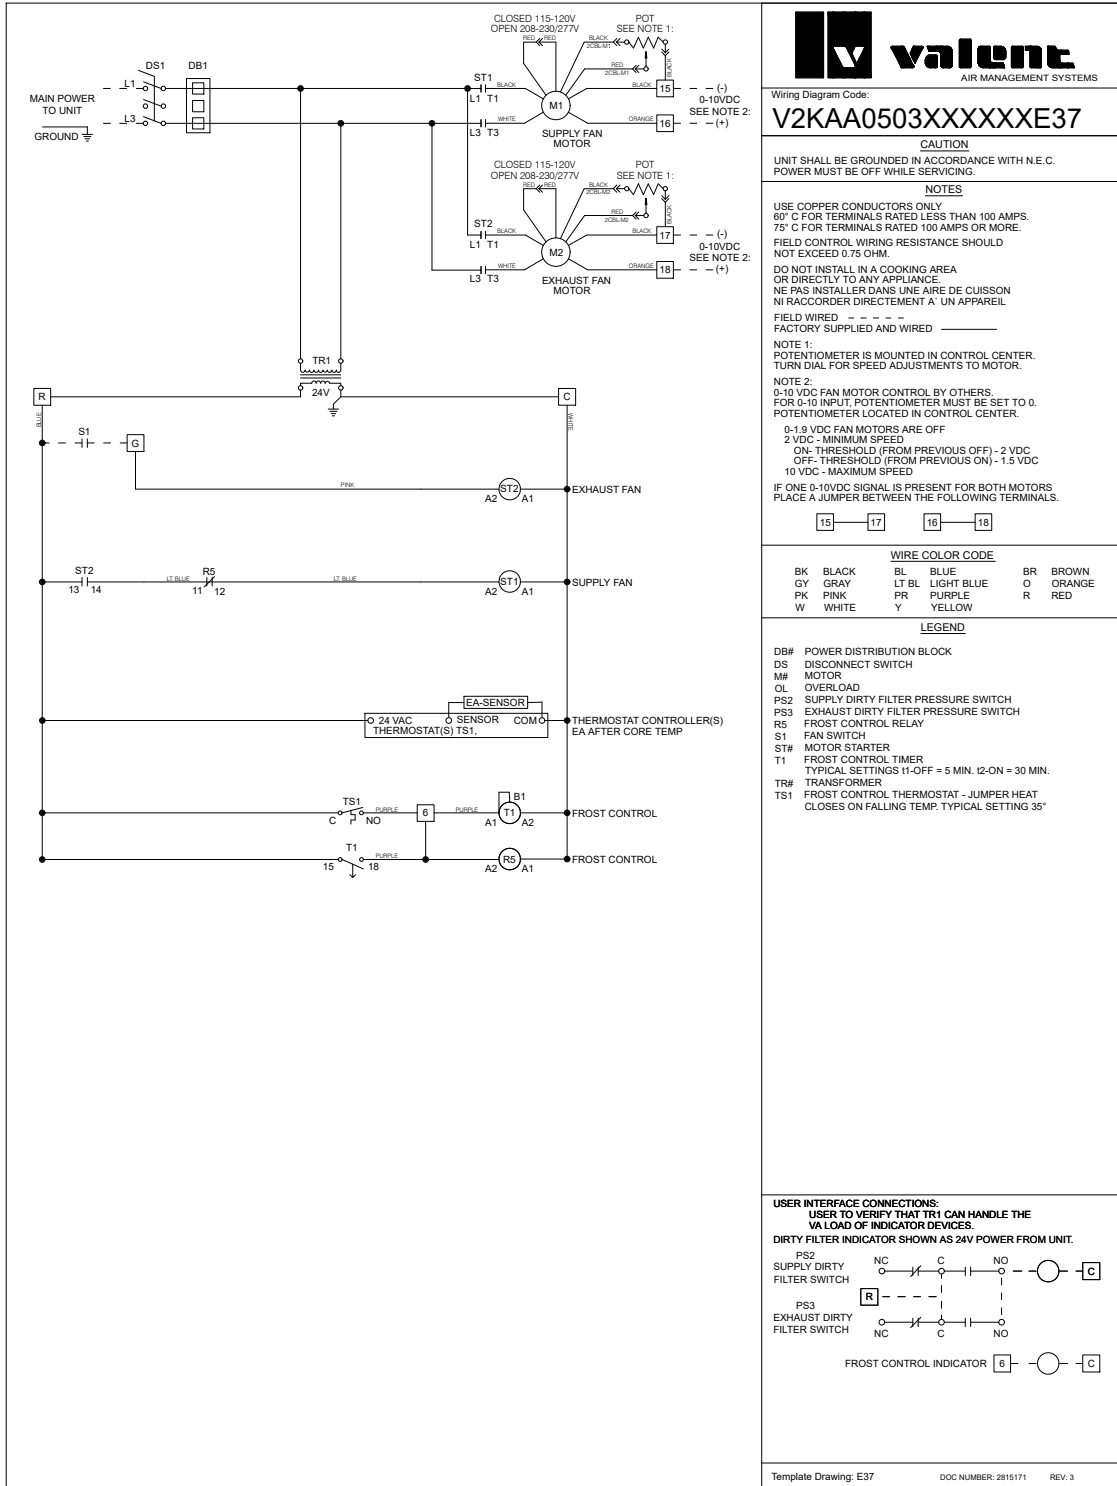 CLOSED 115-120V
OPEN 208-230/277V
POT
SEE NOTE 1:
RED RED
BLACK
2CBL-M1
RED
2CBL-M1
BLACK
DS1 DB1
L1
L3
MAIN POWER
TO UNIT
GROUND
ST1
L1 T1
BLACK
M1
BLACK
15
(-)
0-10VDC
SEE NOTE 2:
(+)
L3 T3
WHITE
ORANGE
16
SUPPLY FAN
MOTOR
CLOSED 115-120V
OPEN 208-230/277V
POT
SEE NOTE 1:
RED RED
BLACK
2CBL-M2
RED
2CBL-M2
BLACK
ST2
L1 T1
BLACK
M2
BLACK
17
(-)
0-10VDC
SEE NOTE 2:
(+)
L3 T3
WHITE
ORANGE
18
EXHAUST FAN
MOTOR
TR1
24V
R
C
BLUE
WHITE
S1
G
PINK
ST2
A2 A1
EXHAUST FAN
ST2
13 14
LT. BLUE
R5
11 12
LT. BLUE
ST1
A2 A1
SUPPLY FAN
EA-SENSOR
24 VAC SENSOR COM
THERMOSTAT(S) TS1,
THERMOSTAT CONTROLLER(S)
EA AFTER CORE TEMP
TS1
C NO
PURPLE
6
PURPLE
B1
T1
A1 A2
FROST CONTROL
T1
15 18
PURPLE
R5
A2 A1
FROST CONTROL
v valent
AIR MANAGEMENT SYSTEMS
Wiring Diagram Code:
V2KAA0503XXXXXXE37
CAUTION
UNIT SHALL BE GROUNDED IN ACCORDANCE WITH N.E.C.
POWER MUST BE OFF WHILE SERVICING.
NOTES
USE COPPER CONDUCTORS ONLY
60° C FOR TERMINALS RATED LESS THAN 100 AMPS.
75° C FOR TERMINALS RATED 100 AMPS OR MORE.
FIELD CONTROL WIRING RESISTANCE SHOULD
NOT EXCEED 0.75 OHM.
DO NOT INSTALL IN A COOKING AREA
OR DIRECTLY TO ANY APPLIANCE.
NE PAS INSTALLER DANS UNE AIRE DE CUISSON
NI RACCORDER DIRECTEMENT A` UN APPAREIL
FIELD WIRED
FACTORY SUPPLIED AND WIRED
NOTE 1:
POTENTIOMETER IS MOUNTED IN CONTROL CENTER.
TURN DIAL FOR SPEED ADJUSTMENTS TO MOTOR.
NOTE 2:
0-10 VDC FAN MOTOR CONTROL BY OTHERS.
FOR 0-10 INPUT, POTENTIOMETER MUST BE SET TO 0.
POTENTIOMETER LOCATED IN CONTROL CENTER.
0-1.9 VDC FAN MOTORS ARE OFF
2 VDC - MINIMUM SPEED
ON- THRESHOLD (FROM PREVIOUS OFF) - 2 VDC
OFF- THRESHOLD (FROM PREVIOUS ON) - 1.5 VDC
10 VDC - MAXIMUM SPEED
IF ONE 0-10VDC SIGNAL IS PRESENT FOR BOTH MOTORS
PLACE A JUMPER BETWEEN THE FOLLOWING TERMINALS.
15 17 16 18
WIRE COLOR CODE
BK BLACK BL BLUE BR BROWN
GY GRAY LT BL LIGHT BLUE O ORANGE
PK PINK PR PURPLE R RED
W WHITE Y YELLOW
LEGEND
DB# POWER DISTRIBUTION BLOCK
DS DISCONNECT SWITCH
M# MOTOR
OL OVERLOAD
PS2 SUPPLY DIRTY FILTER PRESSURE SWITCH
PS3 EXHAUST DIRTY FILTER PRESSURE SWITCH
R5 FROST CONTROL RELAY
S1 FAN SWITCH
ST# MOTOR STARTER
T1 FROST CONTROL TIMER
TYPICAL SETTINGS t1-OFF = 5 MIN. t2-ON = 30 MIN.
TR# TRANSFORMER
TS1 FROST CONTROL THERMOSTAT - JUMPER HEAT
CLOSES ON FALLING TEMP. TYPICAL SETTING 35°
USER INTERFACE CONNECTIONS:
USER TO VERIFY THAT TR1 CAN HANDLE THE
VA LOAD OF INDICATOR DEVICES.
DIRTY FILTER INDICATOR SHOWN AS 24V POWER FROM UNIT.
PS2
SUPPLY DIRTY
FILTER SWITCH
NC C NO
C
R
PS3
EXHAUST DIRTY
FILTER SWITCH
NC C NO
FROST CONTROL INDICATOR 6 C
Template Drawing: E37 DOC NUMBER: 2815171 REV: 3